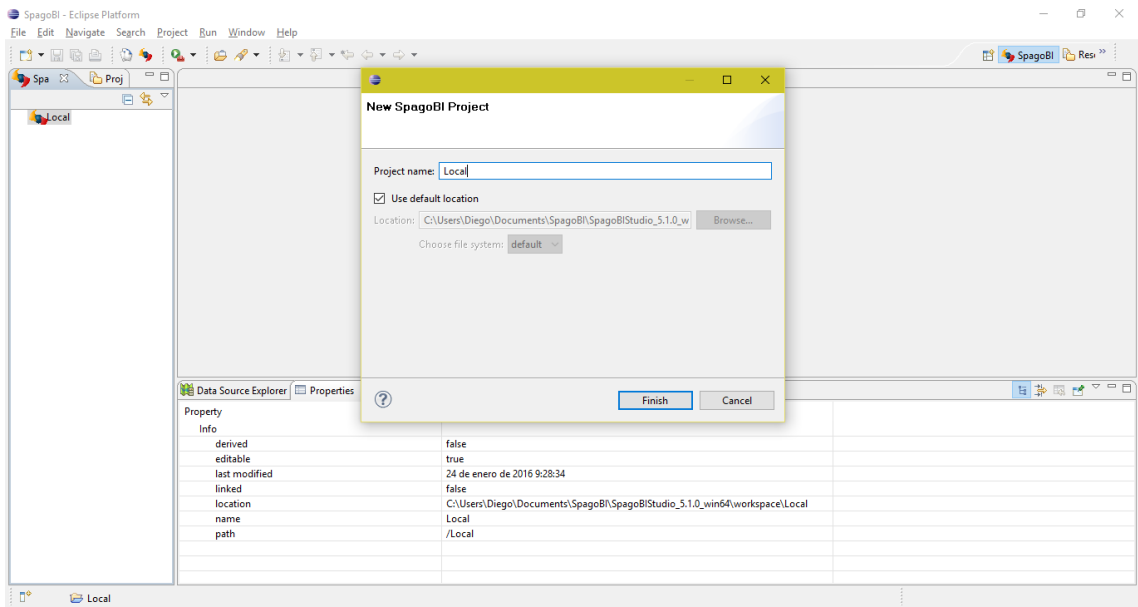 SpagoBI - Eclipse Platform
File Edit Navigate Search Project Run Window Help
SpagoBI Res »
Spa Proj
Local
New SpagoBI Project
Project name: Local
Use default location
Location: C:\Users\Diego\Documents\SpagoBI\SpagoBIStudio_5.1.0_w Browse...
Choose file system: default
? Finish Cancel
Data Source Explorer Properties
Property
Info
derived false
editable true
last modified 24 de enero de 2016 9:28:34
linked false
location C:\Users\Diego\Documents\SpagoBI\SpagoBIStudio_5.1.0_win64\workspace\Local
name Local
path /Local
Local